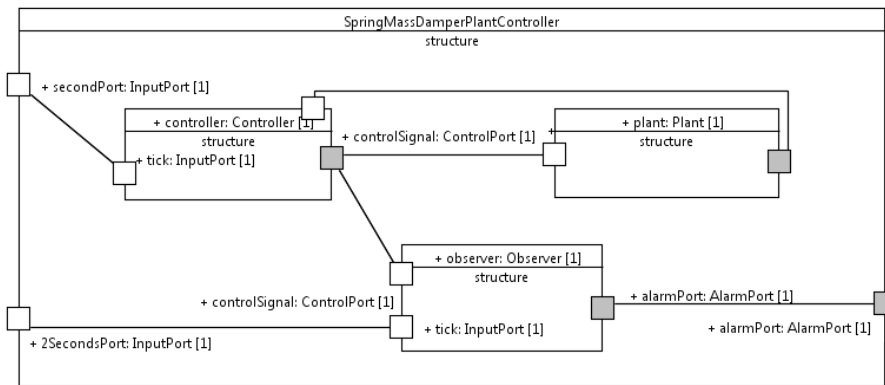 SpringMassDamperPlantController
structure
+ secondPort: InputPort [1]
+ controller: Controller [1]
structure
+ tick: InputPort [1]
+ controlSignal: ControlPort [1]
+
+ plant: Plant [1]
structure
+ observer: Observer [1]
structure
+ controlSignal: ControlPort [1]
+ tick: InputPort [1]
+ alarmPort: AlarmPort [1]
+ alarmPort: AlarmPort [1]
+ 2SecondsPort: InputPort [1]